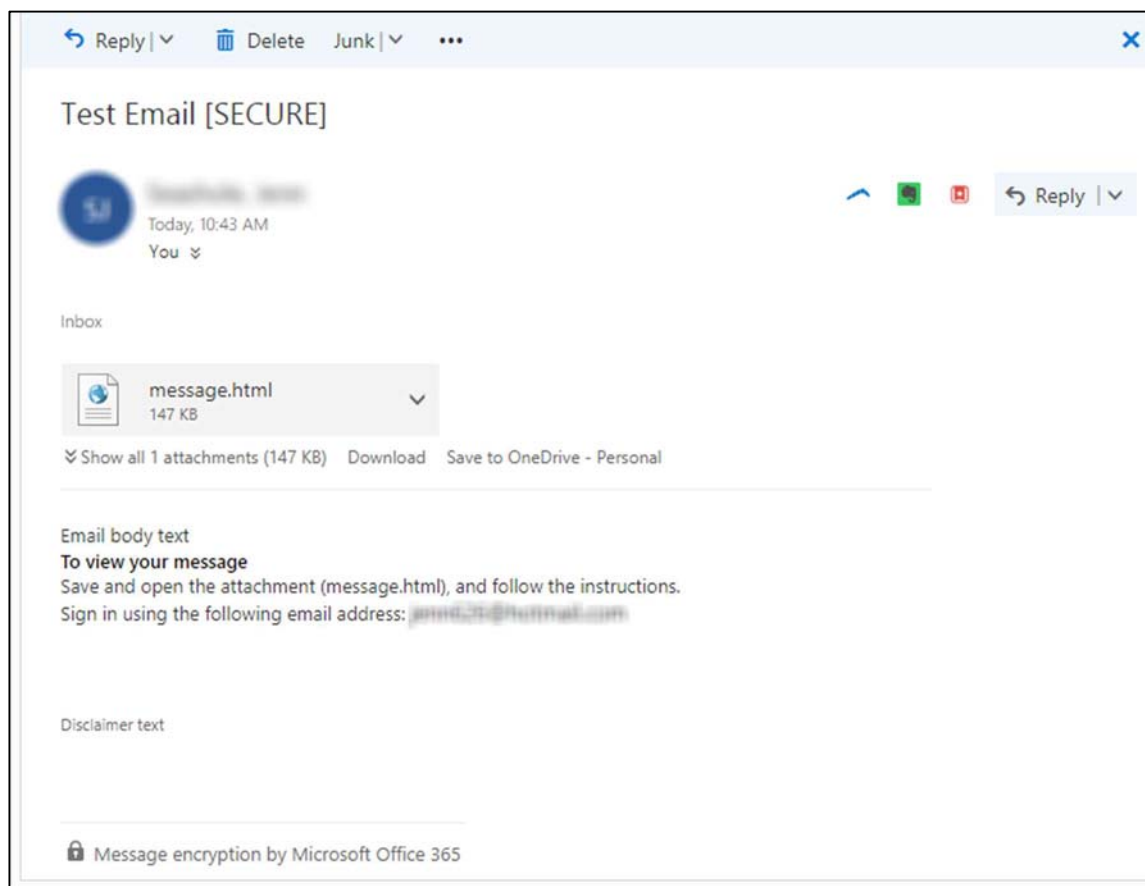 Reply
Delete
Junk
Test Email [SECURE]
Today, 10:43 AM
You
Reply
Inbox
message.html
147 KB
Show all 1 attachments (147 KB) Download Save to OneDrive - Personal
Email body text
To view your message
Save and open the attachment (message.html), and follow the instructions.
Sign in using the following email address:
Disclaimer text
Message encryption by Microsoft Office 365